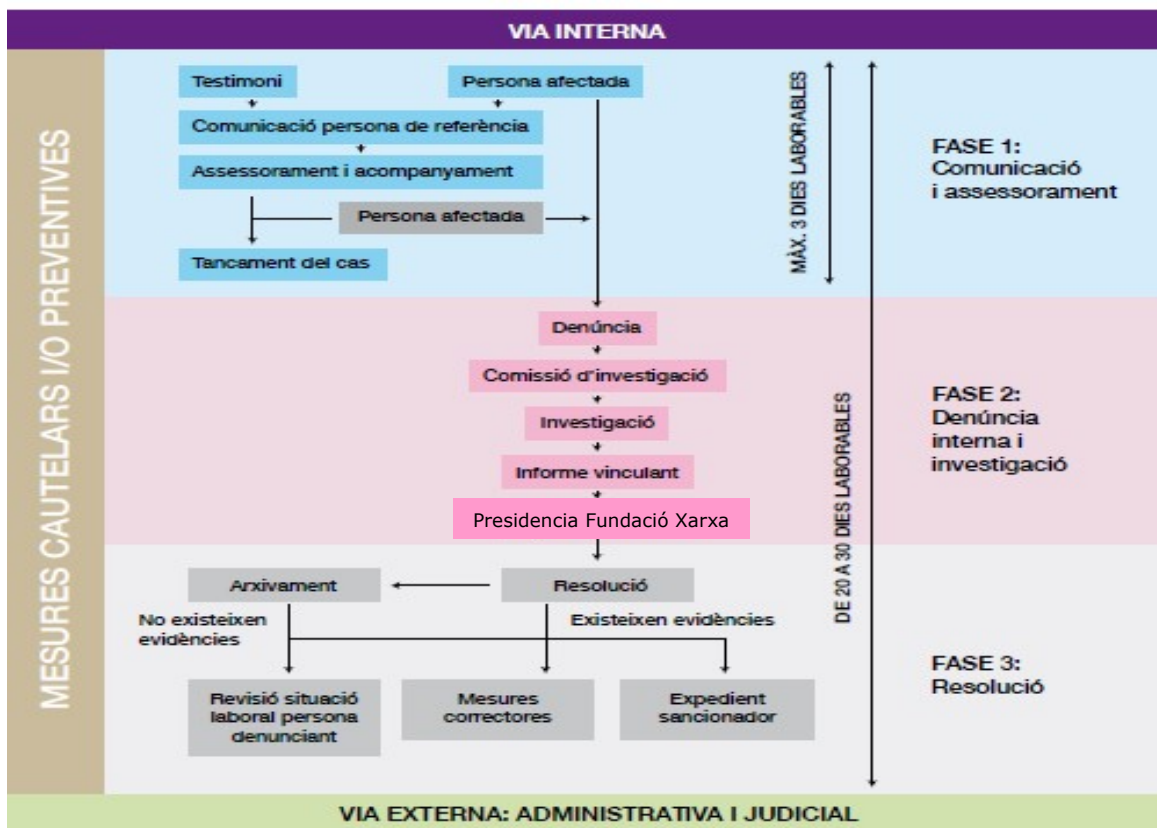 VIA INTERNA
MESURES CAUTELARS I/O PREVENTIVES
Testimoni
Persona afectada
Comunicació persona de referència
Assessorament i acompanyament
Persona afectada
Tancament del cas
MÀX. 3 DIES LABORABLES
FASE 1:
Comunicació
i assessorament
Denúncia
Comissió d'investigació
Investigació
Informe vinculant
Presidencia Fundació Xarxa
DE 20 A 30 DIES LABORABLES
FASE 2:
Denúncia
interna i
investigació
Arxivament
Resolució
No existeixen
evidències
Existeixen evidències
Revisió situació
laboral persona
denunciant
Mesures
correctores
Expedient
sancionador
FASE 3:
Resolució
VIA EXTERNA: ADMINISTRATIVA I JUDICIAL